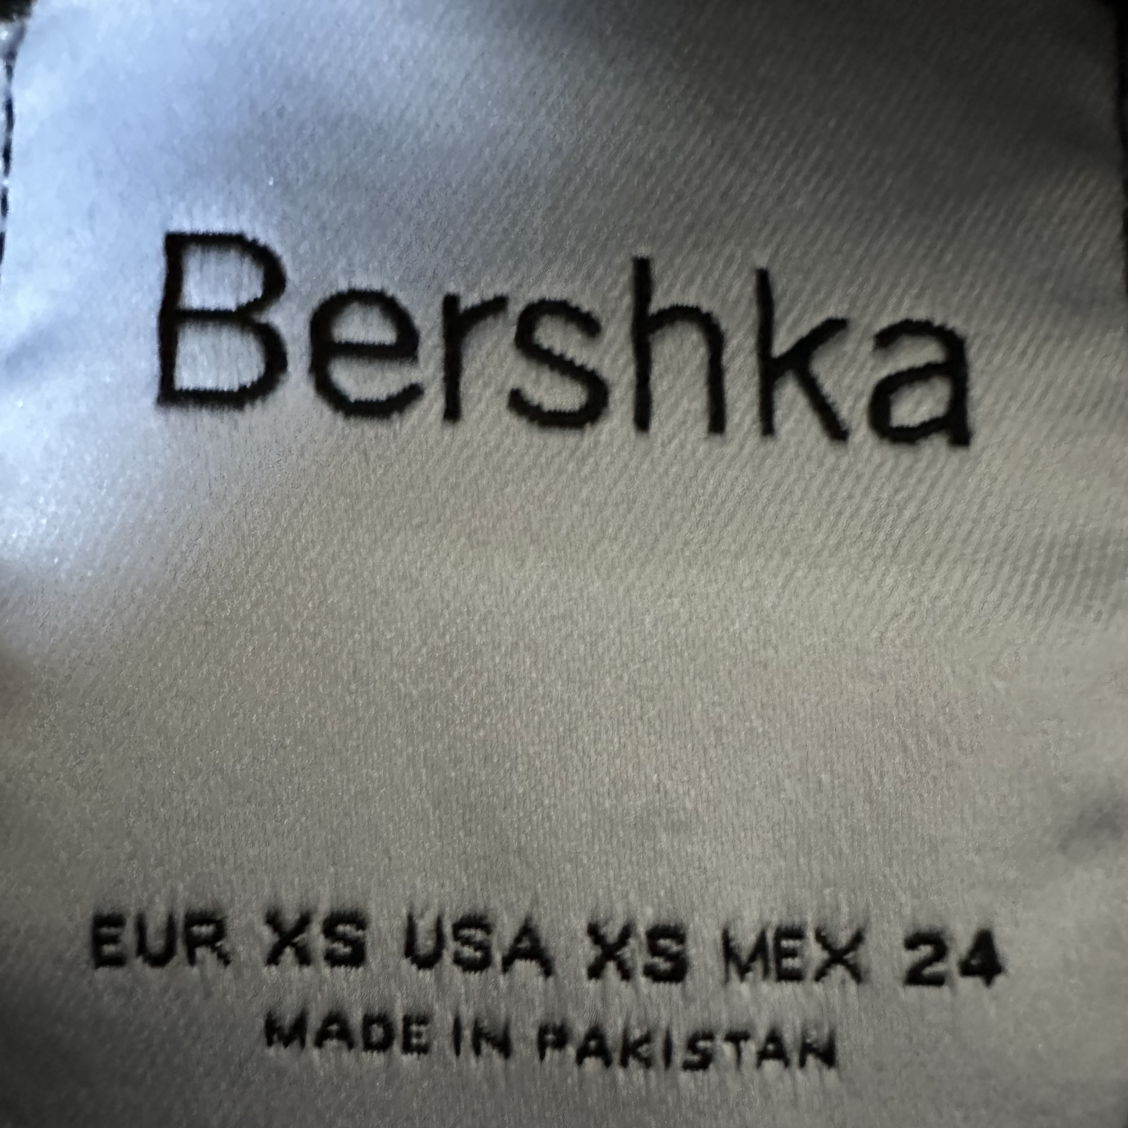 Bershka
EUR XS USA XS MEX 24
MADE IN PAKISTAN